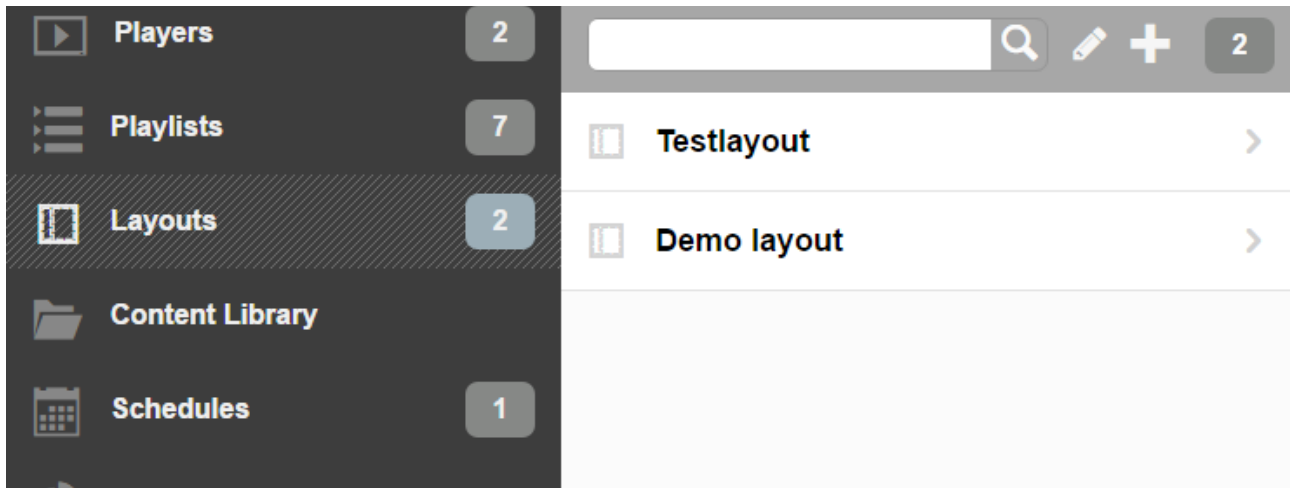 Players 2
Playlists 7
Layouts 2
Content Library
Schedules 1
2
Testlayout
Demo layout